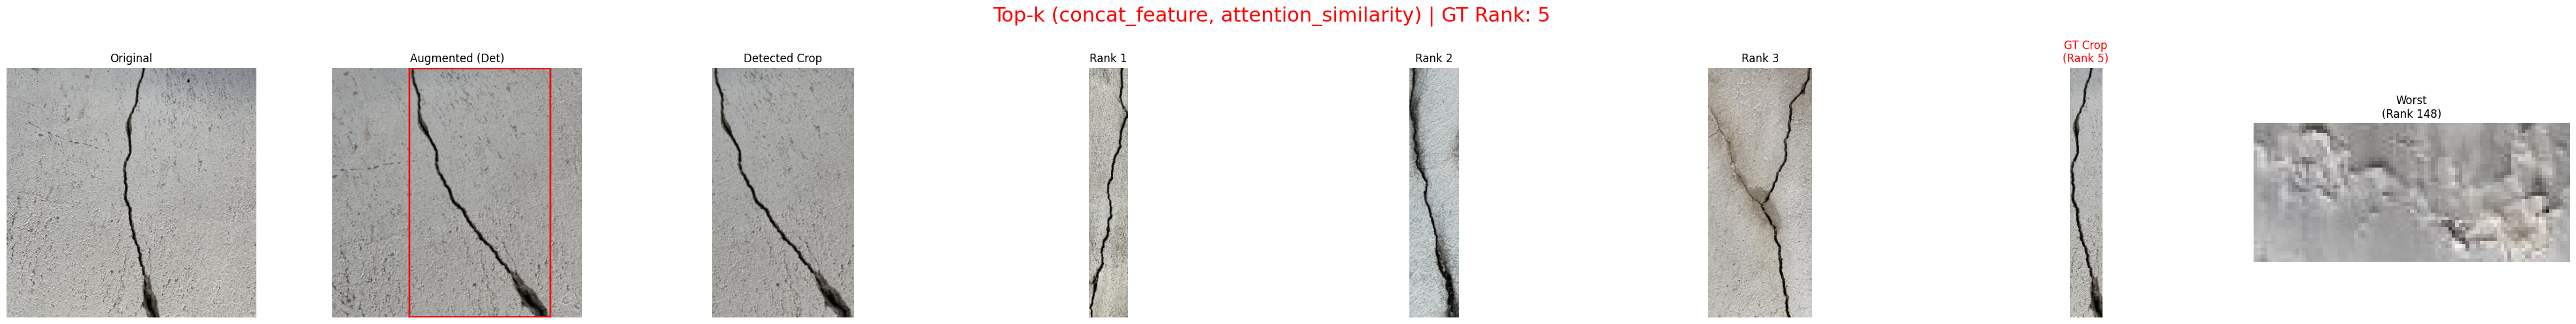 Top-k (concat_feature, attention_similarity) | GT Rank: 5
Original
Augmented (Det)
Detected Crop
Rank 1
Rank 2
Rank 3
GT Crop
(Rank 5)
Worst
(Rank 148)